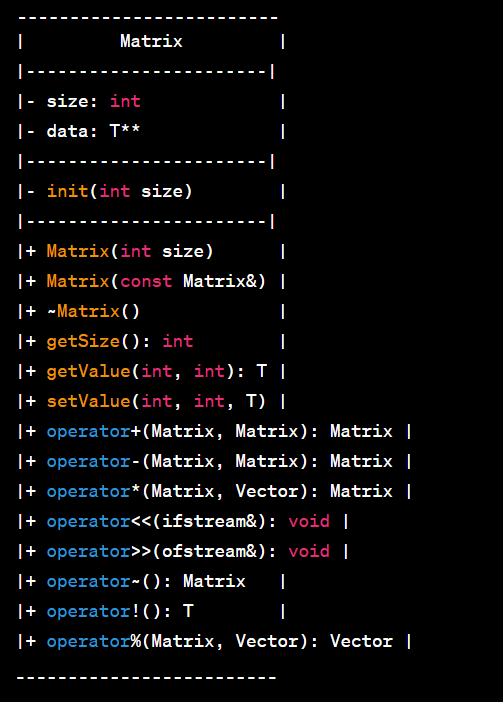 -------------------------
|         Matrix         |
|-----------------------|
|- size: int             |
|- data: T**             |
|-----------------------|
|- init(int size)        |
|-----------------------|
|+ Matrix(int size)      |
|+ Matrix(const Matrix&) |
|+ ~Matrix()             |
|+ getSize(): int        |
|+ getValue(int, int): T |
|+ setValue(int, int, T) |
|+ operator+(Matrix, Matrix): Matrix |
|+ operator-(Matrix, Matrix): Matrix |
|+ operator*(Matrix, Vector): Matrix |
|+ operator<<(ifstream&): void |
|+ operator>>(ofstream&): void |
|+ operator~(): Matrix   |
|+ operator!(): T        |
|+ operator%(Matrix, Vector): Vector |
-------------------------